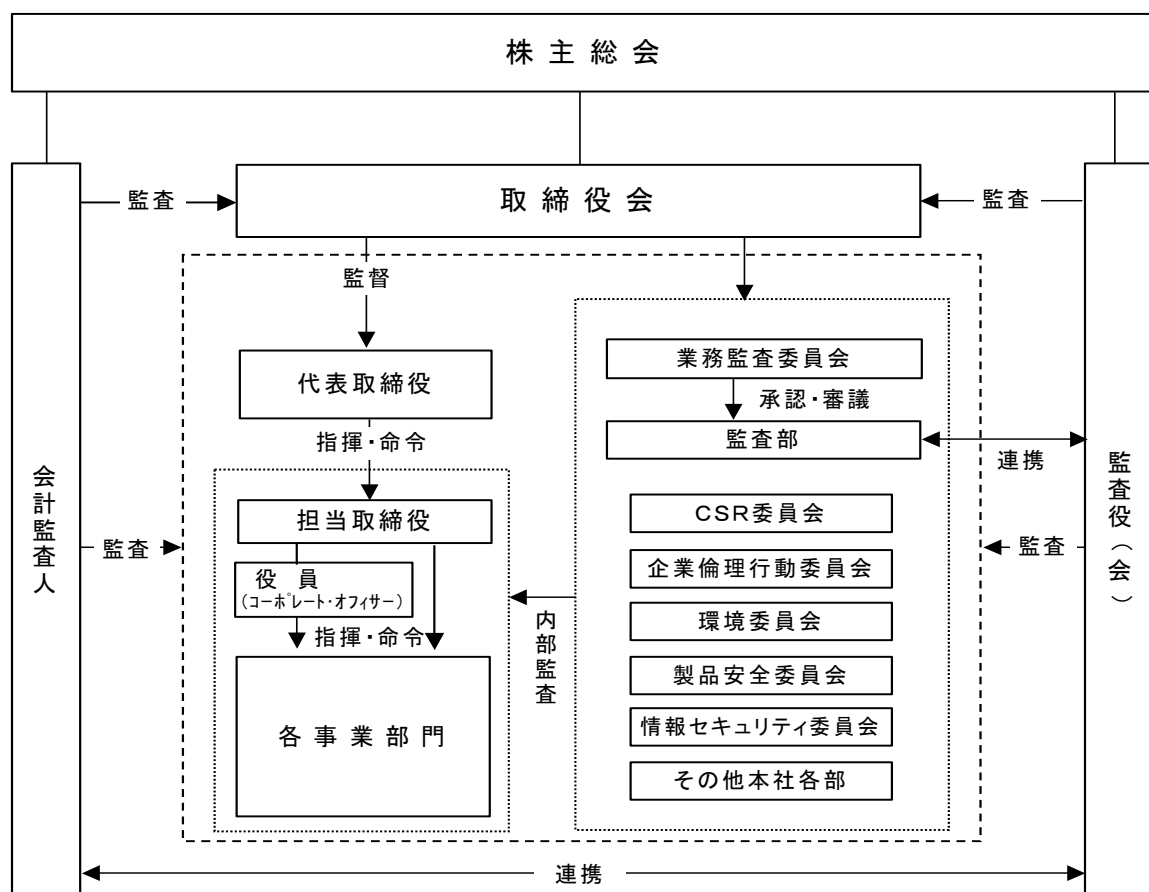 株主総会
監査
取締役会
監査
監督
代表取締役
業務監査委員会
承認・審議
監査部
連携
指揮・命令
担当取締役
役員
(コーポレート・オフィサー)
指揮・命令
各事業部門
会計監査人
監査
内部監査
CSR委員会
企業倫理行動委員会
環境委員会
製品安全委員会
情報セキュリティ委員会
その他本社各部
監査
監査役(会)
連携